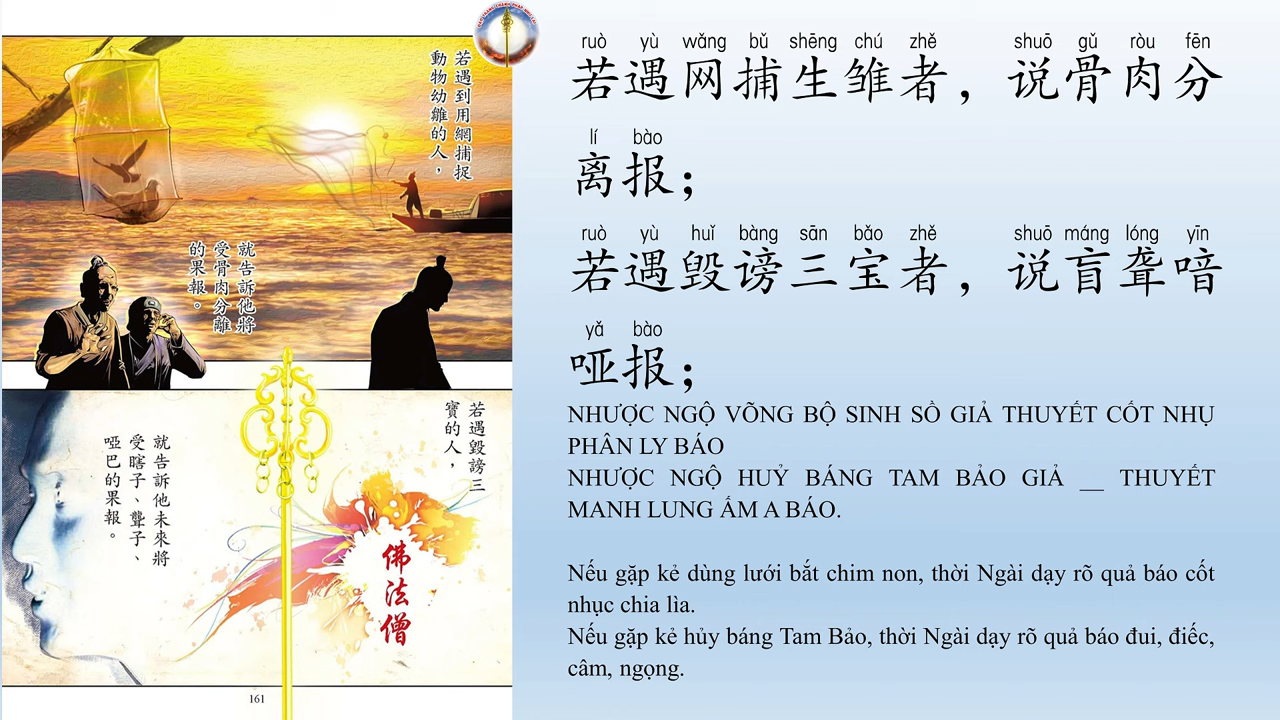 若遇到用網捕捉
動物幼雛的人，
就告訴他將
受骨肉分離
的果報。
若遇毀謗三
寶的人，
就告訴他未來將
受瞎子、聾子、
啞巴的果報。
佛法僧
161
ruò yù wǎng bǔ shēng chú zhě shuō gǔ ròu fēn
若遇网捕生雏者，说骨肉分
lí bào
离报；
ruò yù huǐ bàng sān bǎo zhě shuō máng lóng yīn
若遇毁谤三宝者，说盲聋喑
yǎ bào
哑报；
NHƯỢC NGỘ VÕNG BỘ SINH SỒ GIẢ THUYẾT CỐT NHỤ
PHÂN LY BÁO
NHƯỢC NGỘ HUỶ BÁNG TAM BẢO GIẢ __ THUYẾT
MANH LUNG ẤM A BÁO.
Nếu gặp kẻ dùng lưới bắt chim non, thời Ngài dạy rõ quả báo cốt
nhục chia lìa.
Nếu gặp kẻ hủy báng Tam Bảo, thời Ngài dạy rõ quả báo đui, điếc,
câm, ngọng.